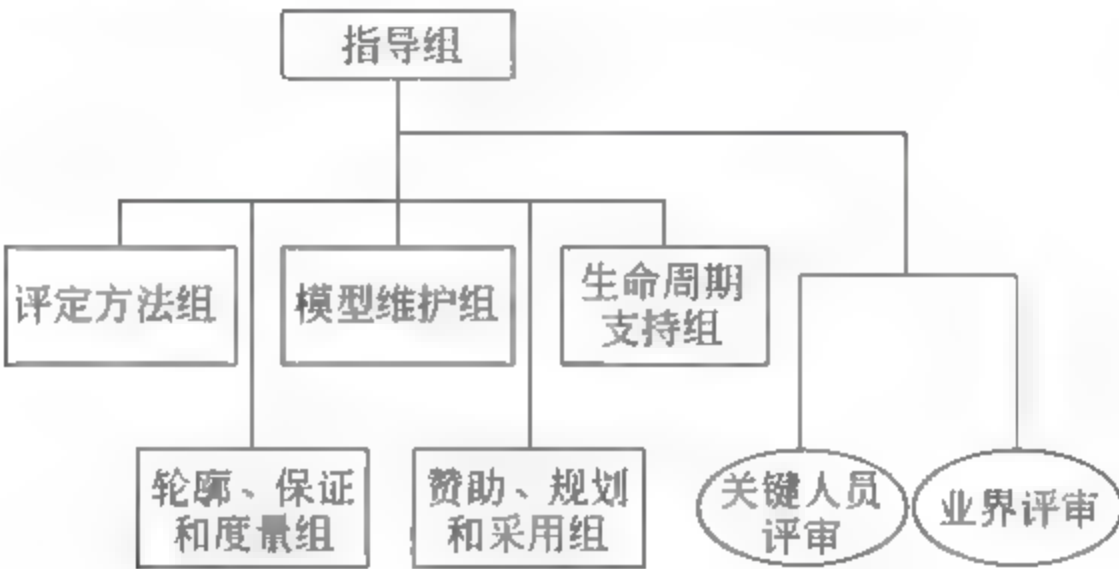 指导组
评定方法组
模型维护组
生命周期
支持组
轮廓、保证
和度量组
赞助、规划
和采用组
关键人员
评审
业界评审